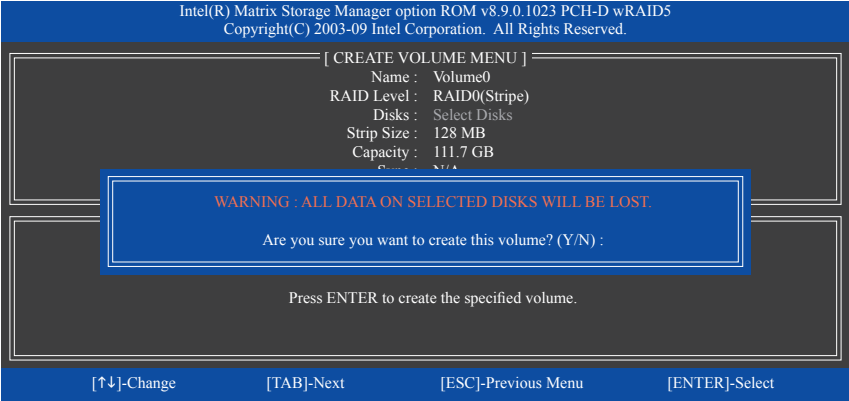 Intel(R) Matrix Storage Manager option ROM v8.9.0.1023 PCH-D wRAID5
Copyright(C) 2003-09 Intel Corporation. All Rights Reserved.
[ CREATE VOLUME MENU ]
Name : Volume0
RAID Level : RAID0(Stripe)
Disks : Select Disks
Strip Size : 128 MB
Capacity : 111.7 GB
Sync : N/A
WARNING : ALL DATA ON SELECTED DISKS WILL BE LOST.
Are you sure you want to create this volume? (Y/N) :
Press ENTER to create the specified volume.
[↑↓]-Change [TAB]-Next [ESC]-Previous Menu [ENTER]-Select